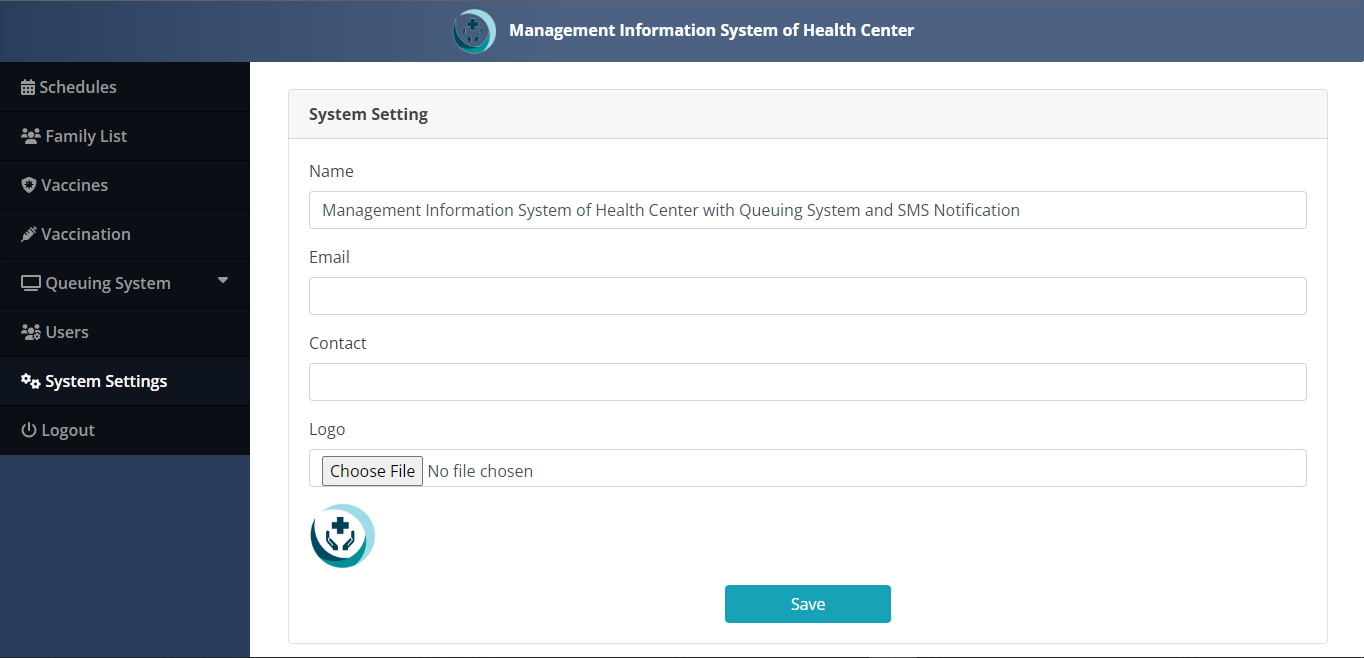 Management Information System of Health Center
Schedules
Family List
Vaccines
Vaccination
Queuing System
Users
System Settings
Logout
System Setting
Name
Management Information System of Health Center with Queuing System and SMS Notification
Email
Contact
Logo
Choose File No file chosen
Save